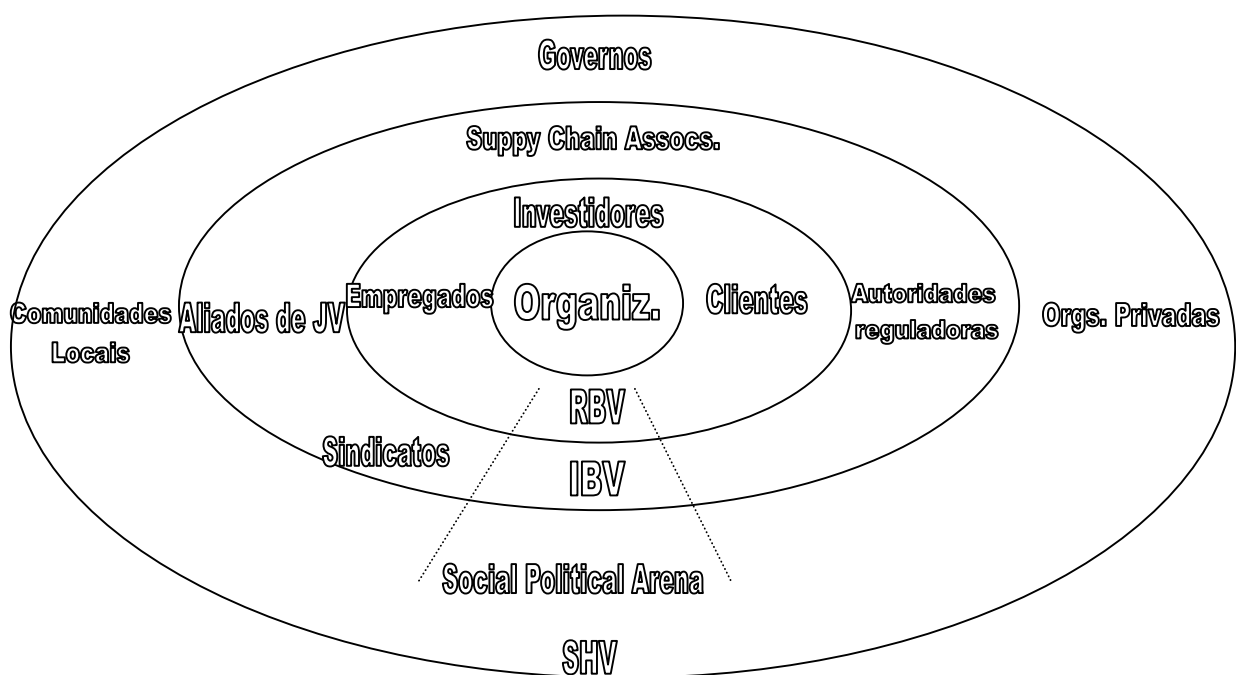 Governos
Suppy Chain Assocs.
Investidores
Comunidades
Locais
Aliados de JV
Empregados
Organiz.
Clientes
Autoridades
reguladoras
Orgs. Privadas
RBV
Sindicatos
IBV
Social Political Arena
SHV